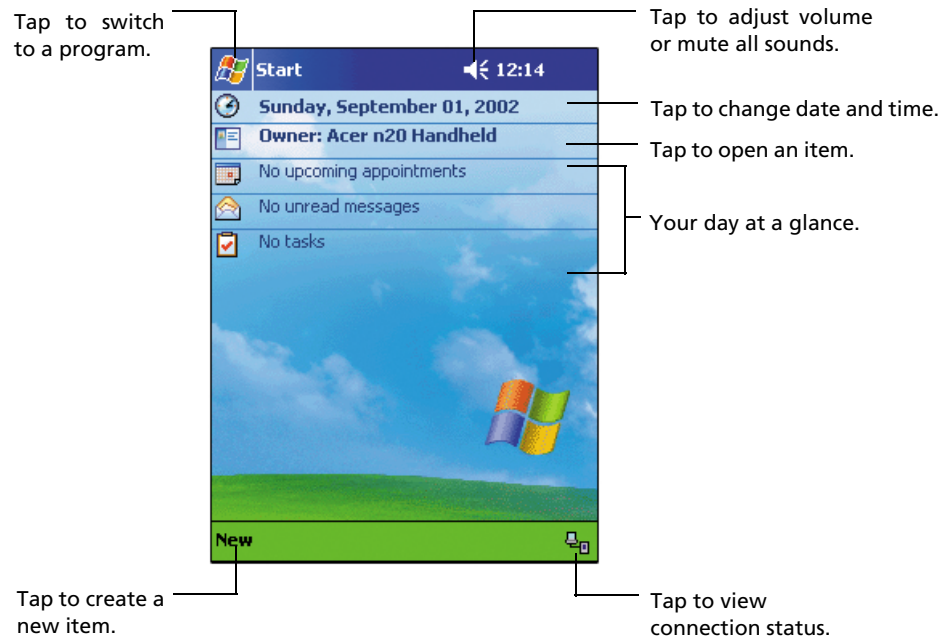 Tap to switch
to a program.
Tap to adjust volume
or mute all sounds.
Start
12:14
Sunday, September 01, 2002
Tap to change date and time.
Owner: Acer n20 Handheld
Tap to open an item.
No upcoming appointments
No unread messages
Your day at a glance.
No tasks
New
Tap to create a
new item.
Tap to view
connection status.